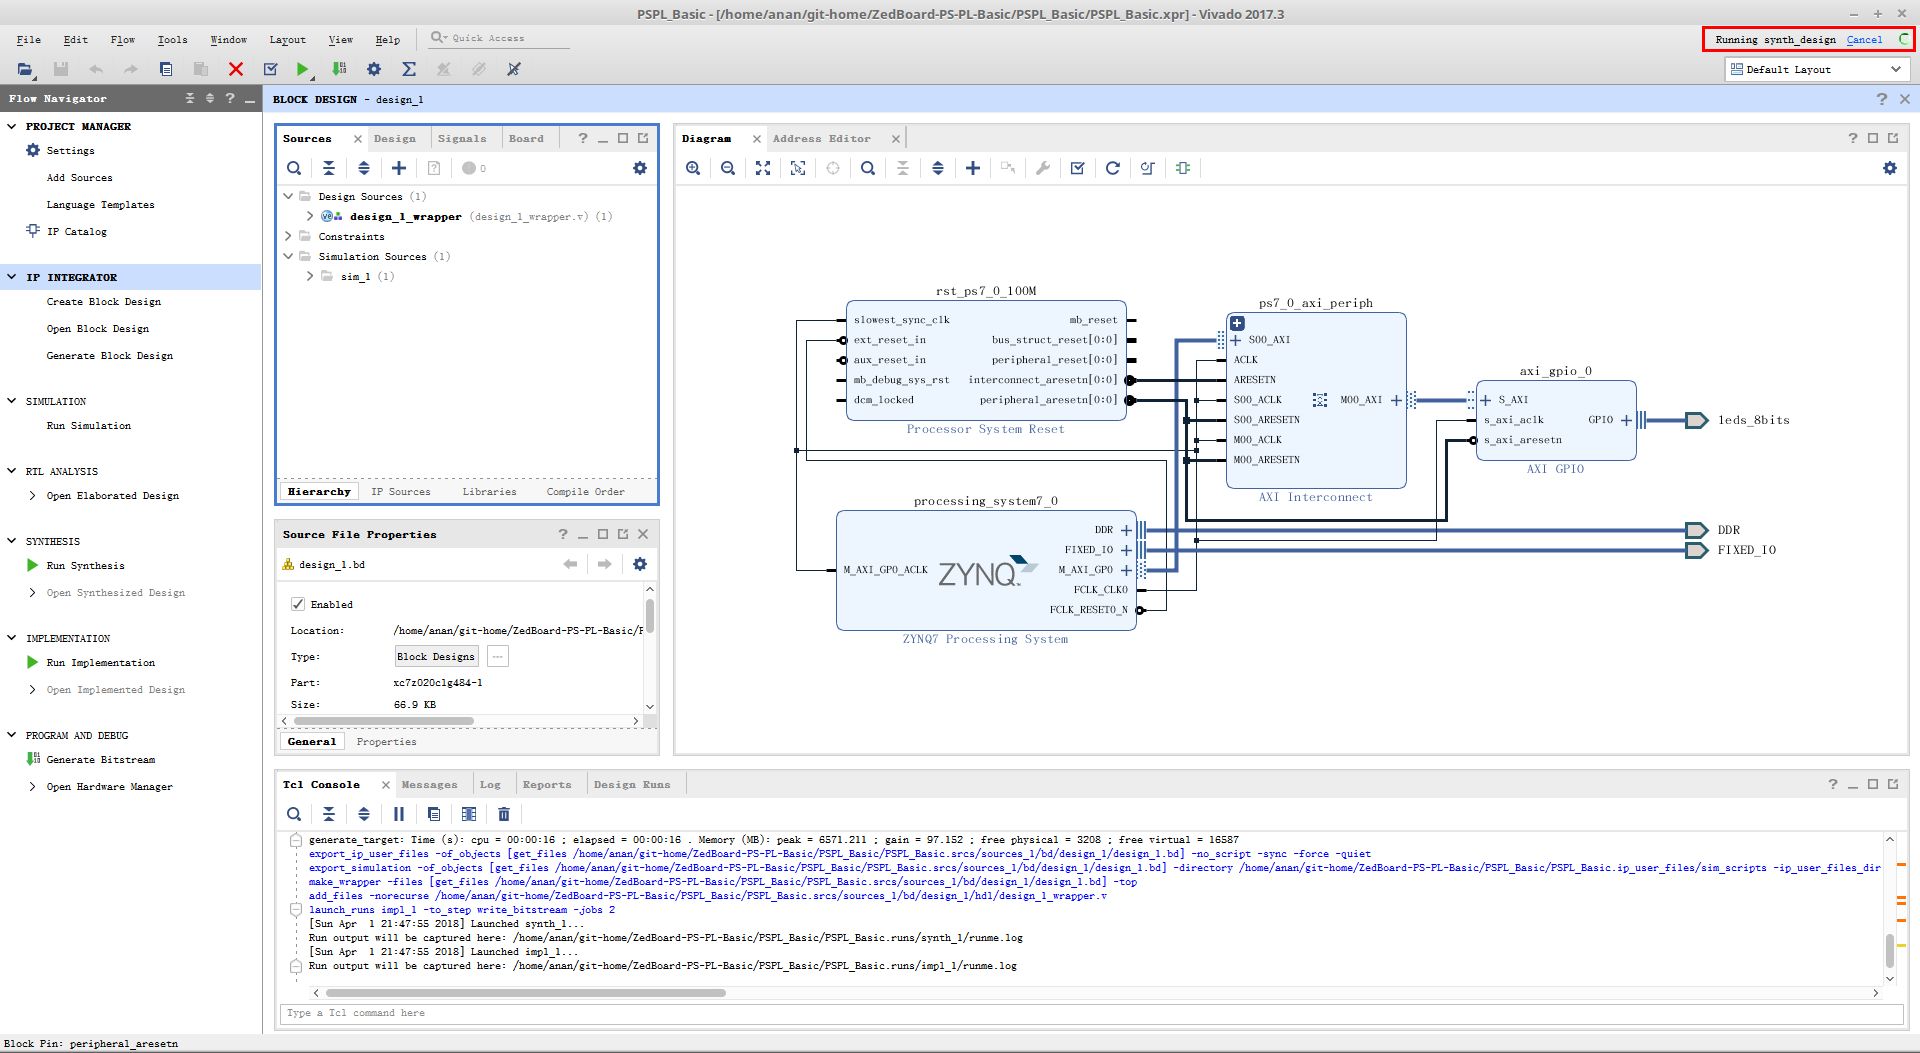 PSPL_Basic - [/home/anan/git-home/ZedBoard-PS-PL-Basic/PSPL_Basic/PSPL_Basic.xpr] - Vivado 2017.3
File Edit Flow Tools Window Layout View Help Quick Access
Running synth_design Cancel
Default Layout
Flow Navigator
PROJECT MANAGER
Settings
Add Sources
Language Templates
IP Catalog
IP INTEGRATOR
Create Block Design
Open Block Design
Generate Block Design
SIMULATION
Run Simulation
RTL ANALYSIS
Open Elaborated Design
SYNTHESIS
Run Synthesis
Open Synthesized Design
IMPLEMENTATION
Run Implementation
Open Implemented Design
PROGRAM AND DEBUG
Generate Bitstream
Open Hardware Manager
BLOCK DESIGN - design_1
Sources Design Signals Board
0
Design Sources (1)
design_1_wrapper (design_1_wrapper.v) (1)
Constraints
Simulation Sources (1)
sim_1 (1)
Hierarchy IP Sources Libraries Compile Order
Source File Properties
design_1.bd
Enabled
Location: /home/anan/git-home/ZedBoard-PS-PL-Basic/P
Type: Block Designs
Part: xc7z020clg484-1
Size: 66.9 KB
General Properties
Diagram Address Editor
rst_ps7_0_100M
slowest_sync_clk mb_reset
ext_reset_in bus_struct_reset[0:0]
aux_reset_in peripheral_reset[0:0]
mb_debug_sys_rst interconnect_aresetn[0:0]
dcm_locked peripheral_aresetn[0:0]
Processor System Reset
ps7_0_axi_periph
S00_AXI
ACLK
ARESETN
S00_ACLK M00_AXI
S00_ARESETN
M00_ACLK
M00_ARESETN
AXI Interconnect
axi_gpio_0
S_AXI
s_axi_aclk GPIO
s_axi_aresetn
AXI GPIO
leds_8bits
processing_system7_0
DDR
FIXED_IO
M_AXI_GP0_ACLK ZYNQ M_AXI_GP0
FCLK_CLK0
FCLK_RESET0_N
ZYNQ7 Processing System
DDR
FIXED_IO
Tcl Console Messages Log Reports Design Runs
generate_target: Time (s): cpu = 00:00:16 ; elapsed = 00:00:16 . Memory (MB): peak = 6571.211 ; gain = 97.152 ; free physical = 3208 ; free virtual = 16587
export_ip_user_files -of_objects [get_files /home/anan/git-home/ZedBoard-PS-PL-Basic/PSPL_Basic/PSPL_Basic.srcs/sources_1/bd/design_1/design_1.bd] -no_script -sync -force -quiet
export_simulation -of_objects [get_files /home/anan/git-home/ZedBoard-PS-PL-Basic/PSPL_Basic/PSPL_Basic.srcs/sources_1/bd/design_1/design_1.bd] -directory /home/anan/git-home/ZedBoard-PS-PL-Basic/PSPL_Basic/PSPL_Basic.ip_user_files/sim_scripts -ip_user_files_dir
make_wrapper -files [get_files /home/anan/git-home/ZedBoard-PS-PL-Basic/PSPL_Basic/PSPL_Basic.srcs/sources_1/bd/design_1/design_1.bd] -top
add_files -norecurse /home/anan/git-home/ZedBoard-PS-PL-Basic/PSPL_Basic/PSPL_Basic.srcs/sources_1/bd/design_1/hdl/design_1_wrapper.v
launch_runs impl_1 -to_step write_bitstream -jobs 2
[Sun Apr 1 21:47:55 2018] Launched synth_1...
Run output will be captured here: /home/anan/git-home/ZedBoard-PS-PL-Basic/PSPL_Basic/PSPL_Basic.runs/synth_1/runme.log
[Sun Apr 1 21:47:55 2018] Launched impl_1...
Run output will be captured here: /home/anan/git-home/ZedBoard-PS-PL-Basic/PSPL_Basic/PSPL_Basic.runs/impl_1/runme.log
Type a Tcl command here
Block Pin: peripheral_aresetn